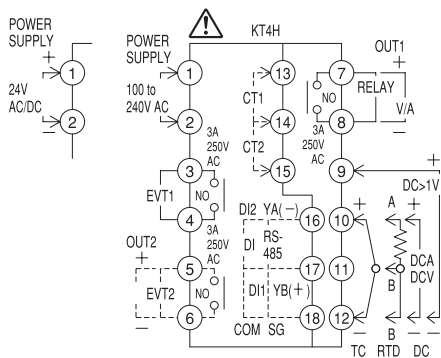 POWER SUPPLY
+
1
24V AC/DC
2
−
POWER SUPPLY
1
100 to 240V AC
2
3A 250V AC
3
EVT1
NO
4
3A 250V AC
OUT2
+
5
EVT2
NO
6
−
KT4H
13
CT1
14
CT2
15
DI2 YA(−)
16
DI
RS-485
17
DI1 YB(+)
18
COM SG
OUT1
7
+
RELAY
NO
V/A
8
−
3A 250V AC
9
+
DC>1V
10
+
A
+
11
B
DCA
DCV
12
−
B
−
−
TC RTD DC